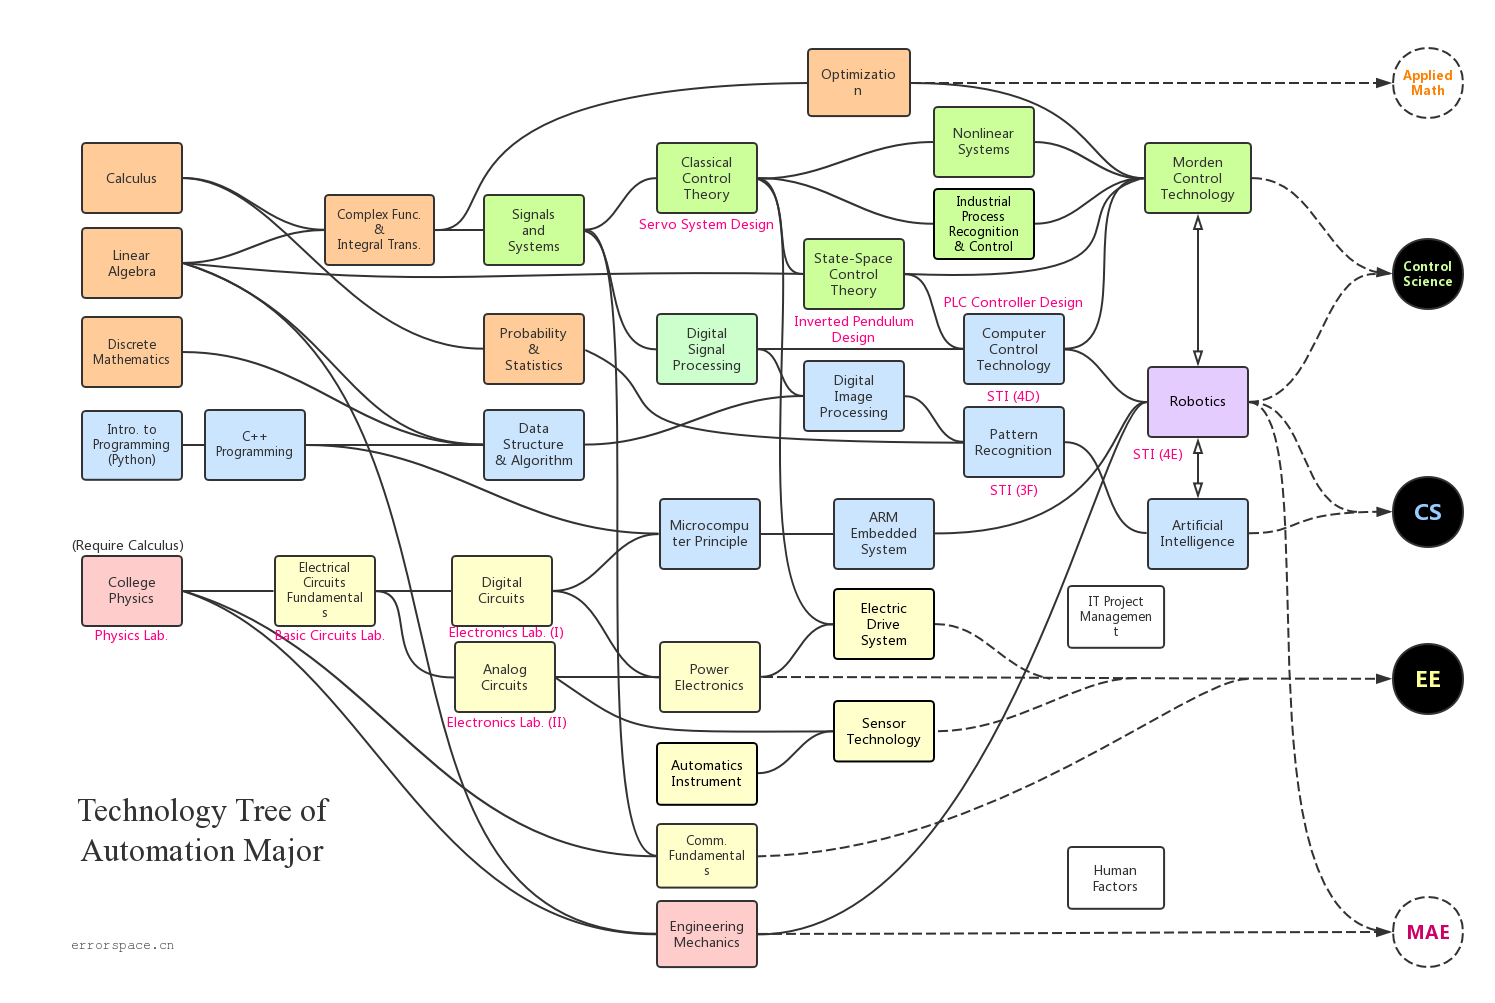 Optimizatio
n
Applied
Math
Nonlinear
Systems
Calculus
Classical
Control
Theory
Morden
Control
Technology
Servo System Design
Complex Func.
&
Integral Trans.
Signals
and
Systems
Industrial
Process
Recognition
& Control
Linear
Algebra
State-Space
Control
Theory
Control
Science
Inverted Pendulum
Design
PLC Controller Design
Discrete
Mathematics
Probability
&
Statistics
Digital
Signal
Processing
Computer
Control
Technology
STI (4D)
Digital
Image
Processing
Robotics
STI (4E)
Intro. to
Programming
(Python)
C++
Programming
Data
Structure
& Algorithm
Pattern
Recognition
STI (3F)
Microcompu
ter Principle
ARM
Embedded
System
Artificial
Intelligence
CS
(Require Calculus)
College
Physics
Physics Lab.
Electrical
Circuits
Fundamental
s
Basic Circuits Lab.
Digital
Circuits
Electronics Lab. (I)
Electric
Drive
System
IT Project
Managemen
t
Analog
Circuits
Electronics Lab. (II)
Power
Electronics
EE
Sensor
Technology
Automatics
Instrument
Technology Tree of
Automation Major
Comm.
Fundamental
s
Human
Factors
Engineering
Mechanics
MAE
errorspace.cn